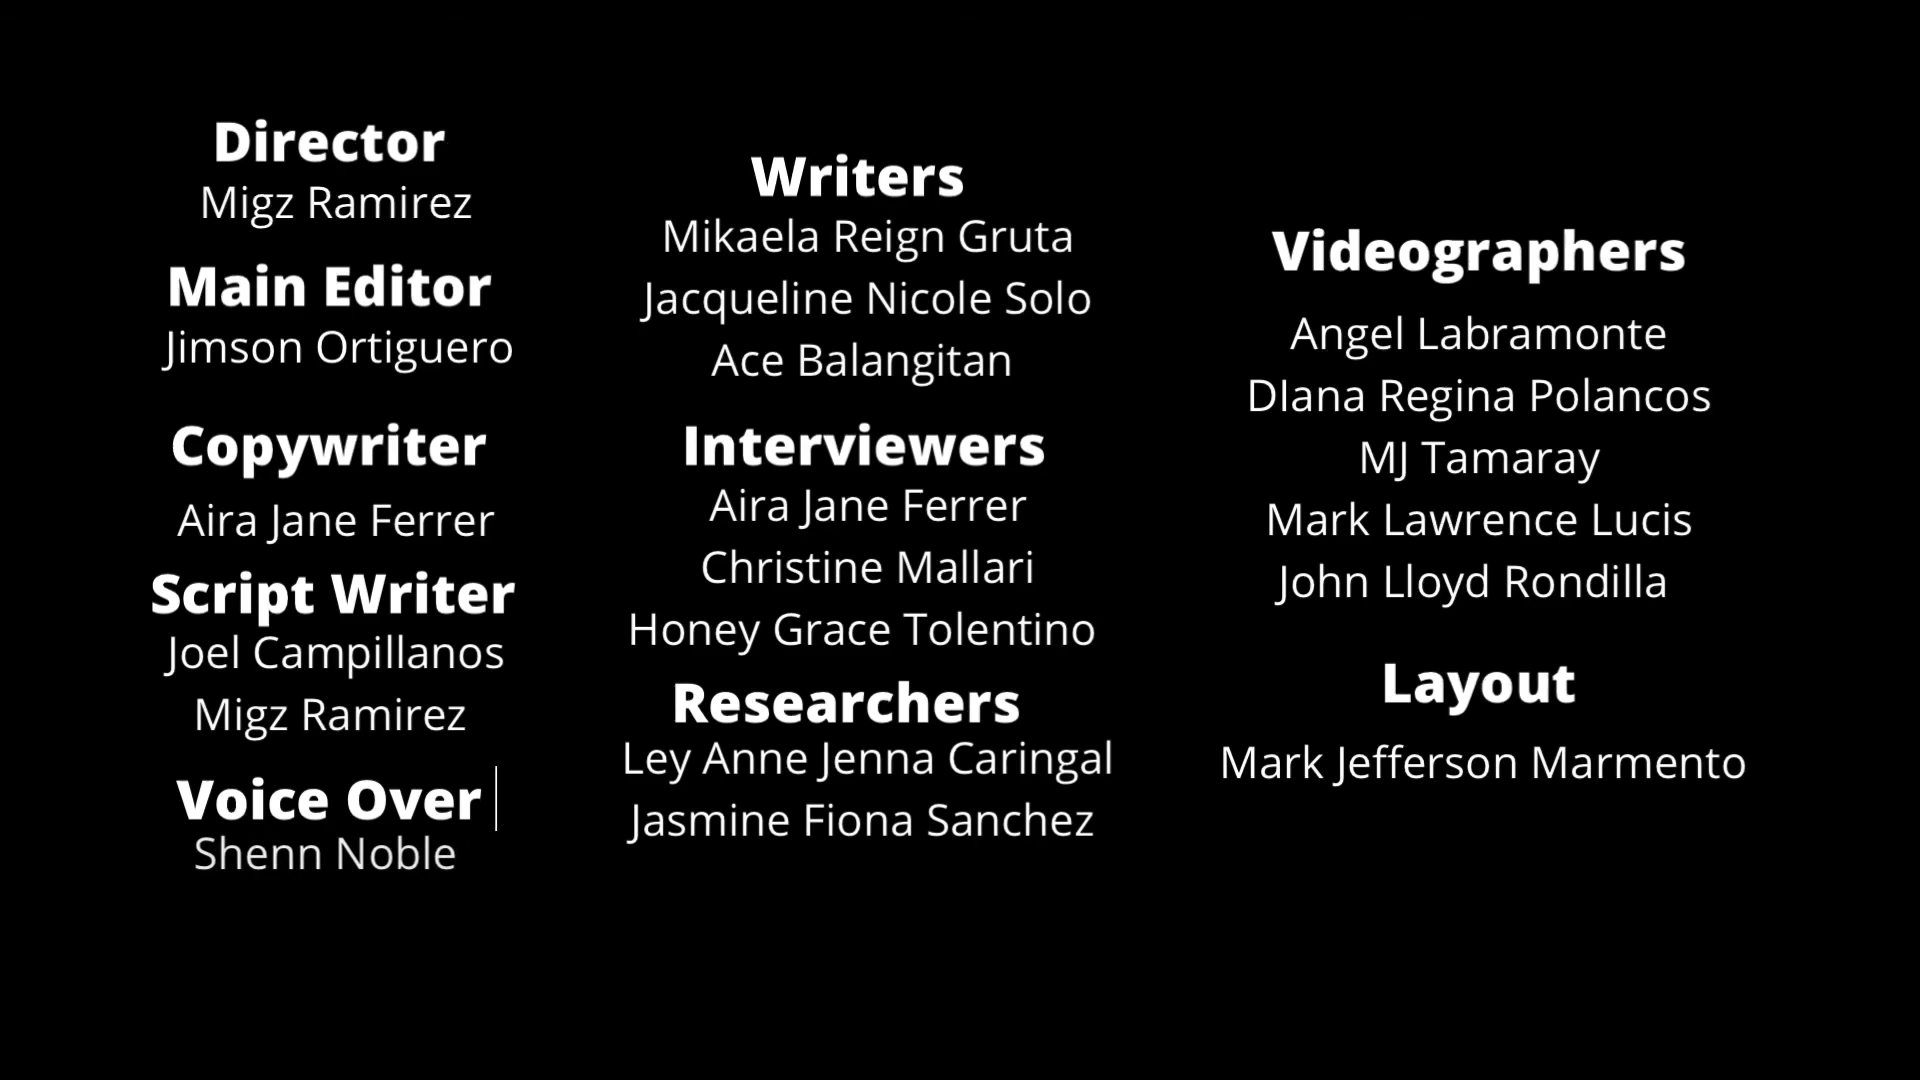 Director
Migz Ramirez
Main Editor
Jimson Ortiguero
Copywriter
Aira Jane Ferrer
Script Writer
Joel Campillanos
Migz Ramirez
Voice Over
Shenn Noble
Writers
Mikaela Reign Gruta
Jacqueline Nicole Solo
Ace Balangitan
Interviewers
Aira Jane Ferrer
Christine Mallari
Honey Grace Tolentino
Researchers
Ley Anne Jenna Caringal
Jasmine Fiona Sanchez
Videographers
Angel Labramonte
DIana Regina Polancos
MJ Tamaray
Mark Lawrence Lucis
John Lloyd Rondilla
Layout
Mark Jefferson Marmento